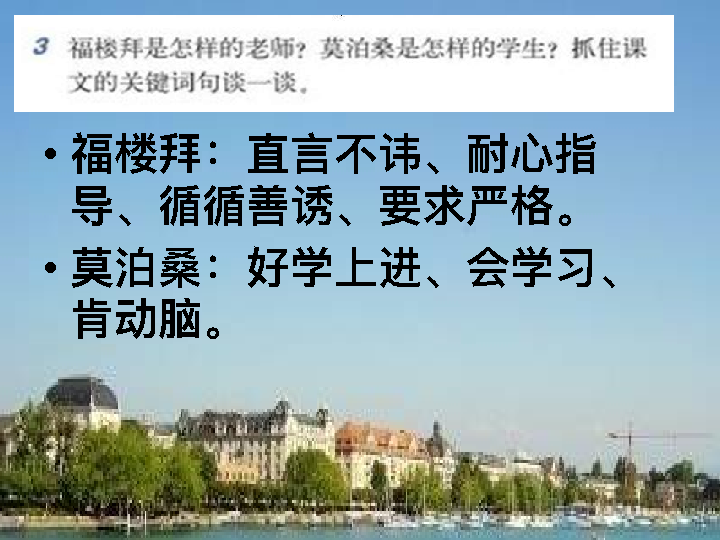 3 福楼拜是怎样的老师？莫泊桑是怎样的学生？抓住课
文的关键词句谈一谈。
• 福楼拜：直言不讳、耐心指
导、循循善诱、要求严格。
• 莫泊桑：好学上进、会学习、
肯动脑。